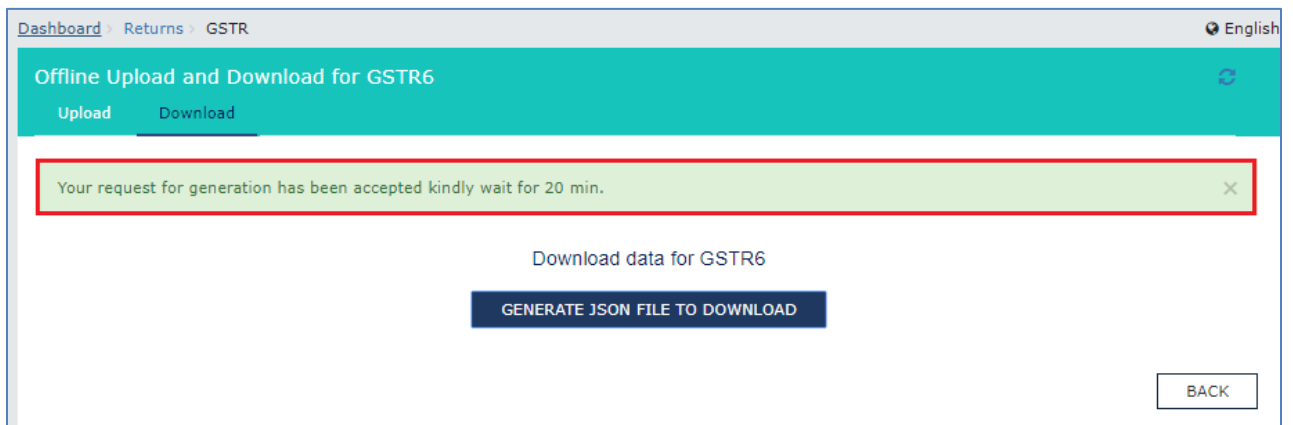 Dashboard > Returns > GSTR English
Offline Upload and Download for GSTR6
Upload Download
Your request for generation has been accepted kindly wait for 20 min.
Download data for GSTR6
GENERATE JSON FILE TO DOWNLOAD
BACK